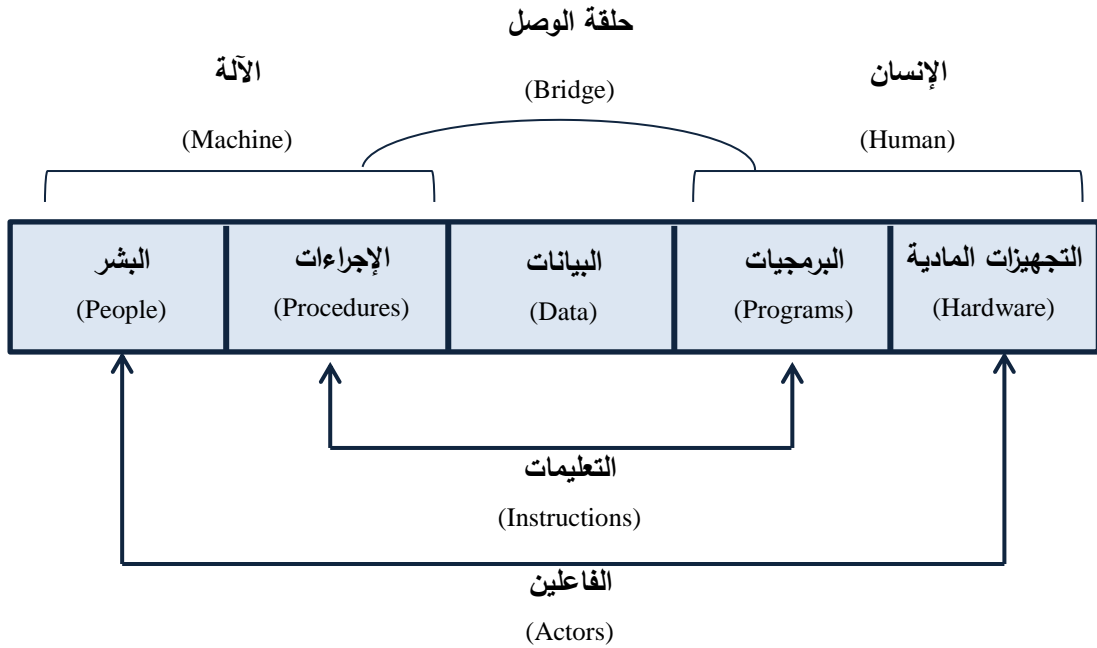 حلقة الوصل
(Bridge)
الإنسان
(Human)
الآلة
(Machine)
التجهيزات المادية
(Hardware)
البرمجيات
(Programs)
البيانات
(Data)
الإجراءات
(Procedures)
البشر
(People)
التعليمات
(Instructions)
الفاعلين
(Actors)